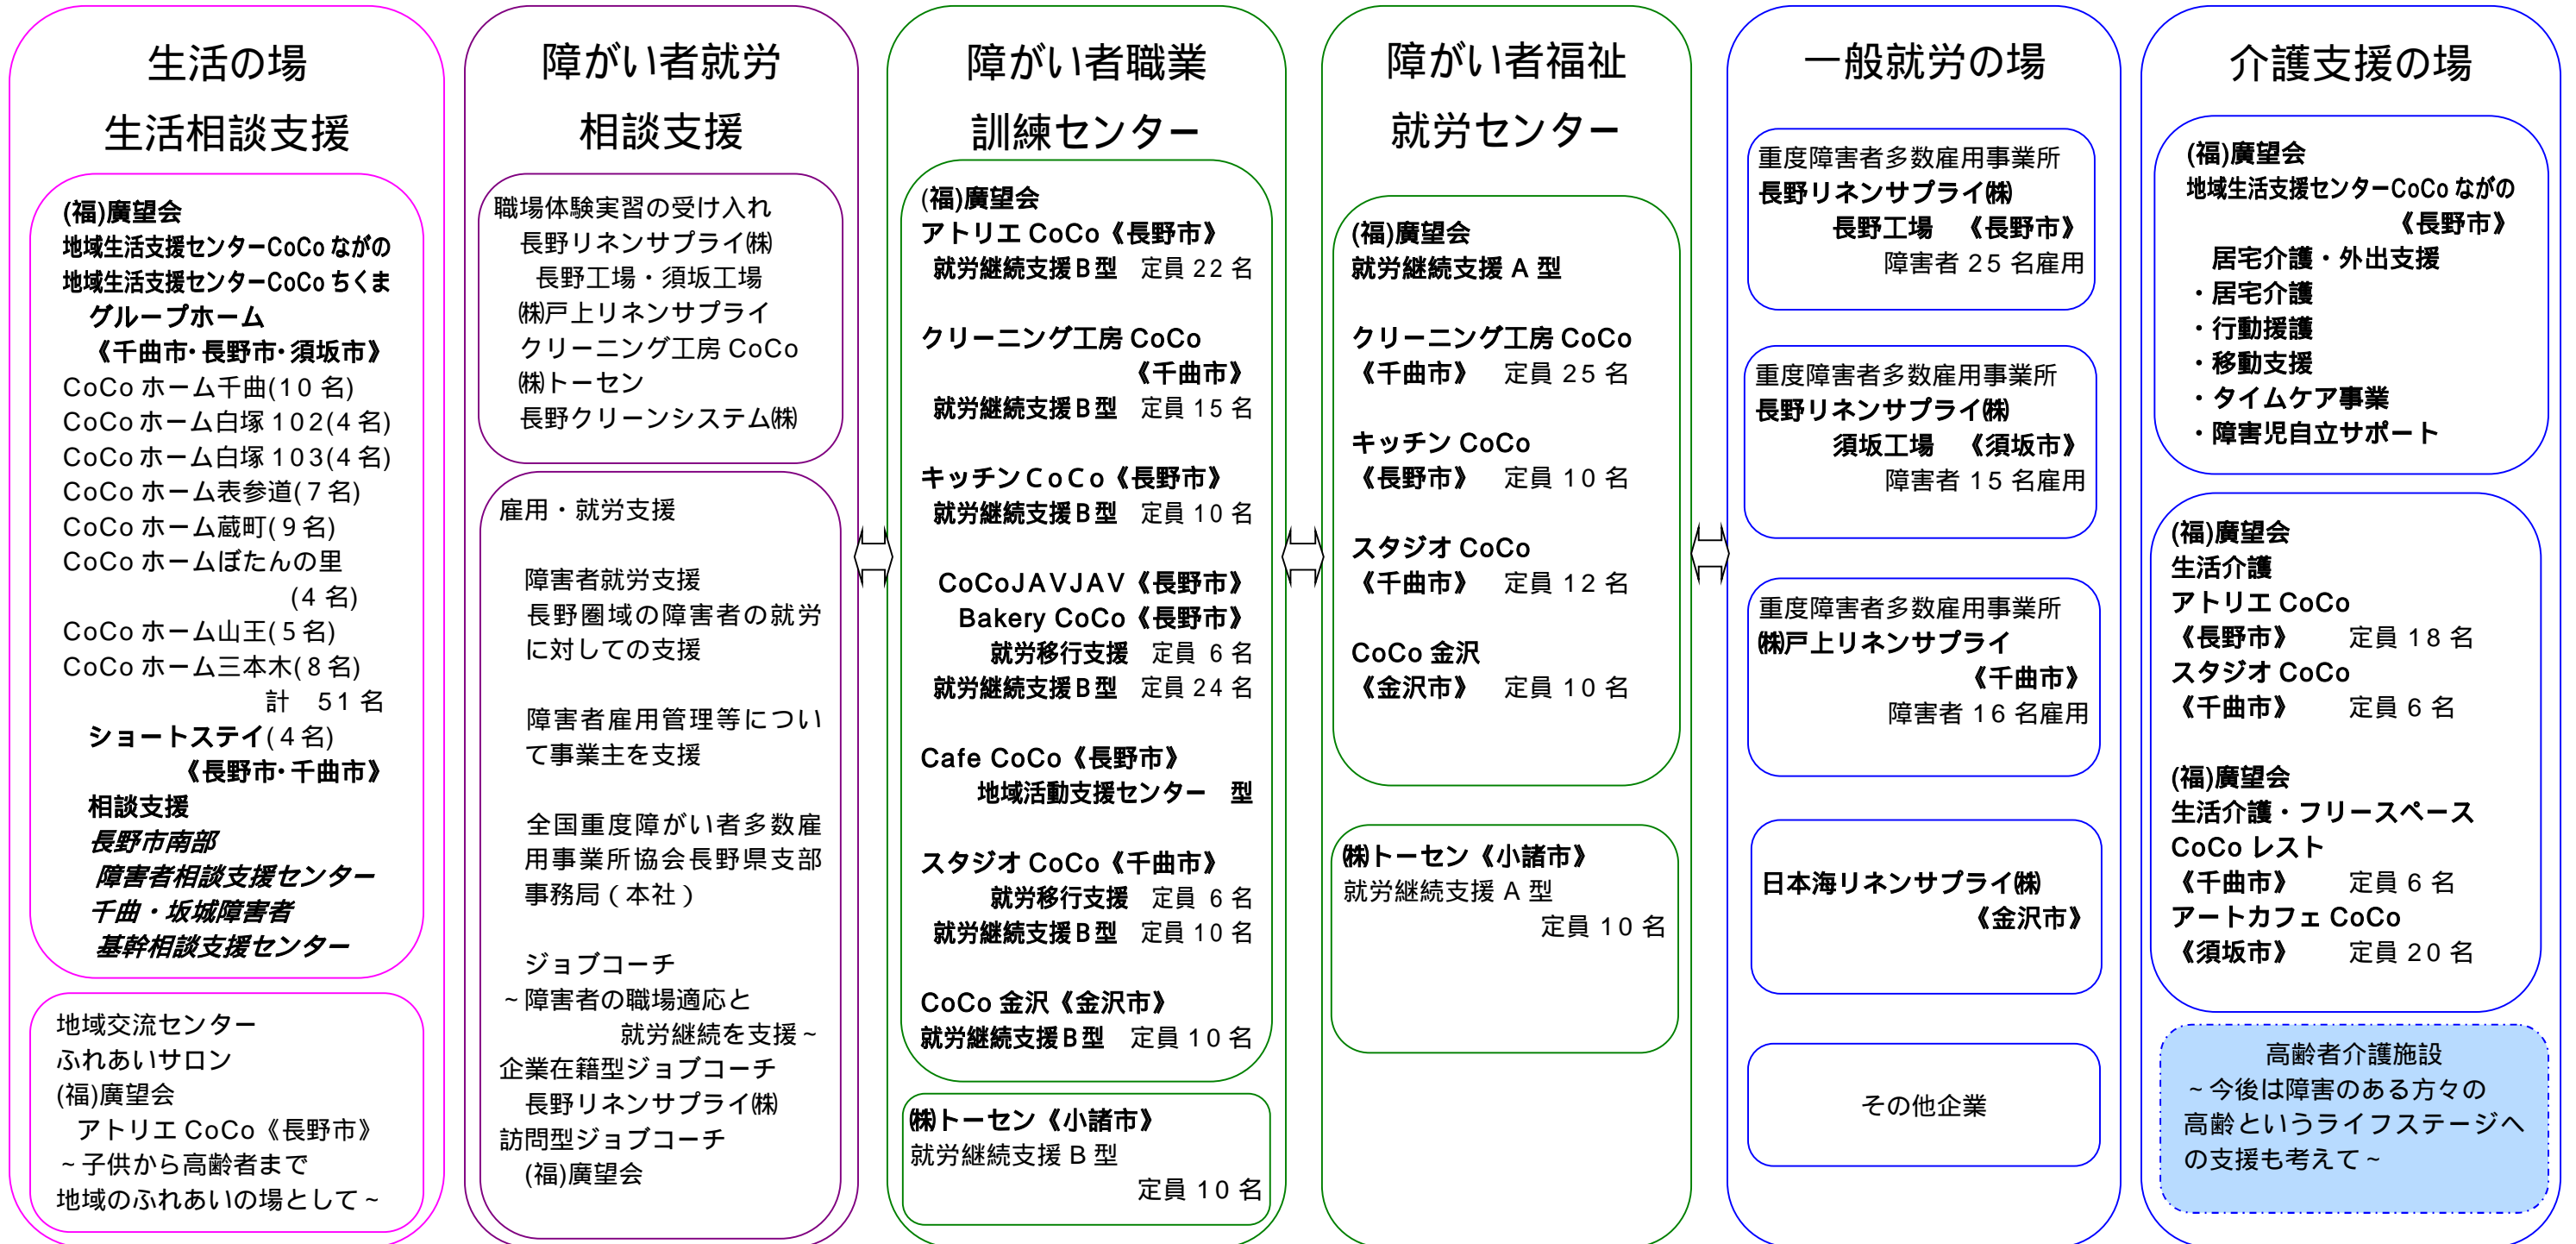 生活の場
生活相談支援
(福)廣望会
地域生活支援センターCoCo ながの
地域生活支援センターCoCo ちくま
グループホーム
《千曲市・長野市・須坂市》
CoCo ホーム千曲(10 名)
CoCo ホーム白塚 102(4 名)
CoCo ホーム白塚 103(4 名)
CoCo ホーム表参道(7 名)
CoCo ホーム蔵町(9 名)
CoCo ホームぼたんの里
(4 名)
CoCo ホーム山王(5 名)
CoCo ホーム三本木(8 名)
計 51 名
ショートステイ(4 名)
《長野市・千曲市》
相談支援
長野市南部
障害者相談支援センター
千曲・坂城障害者
基幹相談支援センター
地域交流センター
ふれあいサロン
(福)廣望会
アトリエ CoCo《長野市》
~子供から高齢者まで
地域のふれあいの場として~
障がい者就労
相談支援
職場体験実習の受け入れ
長野リネンサプライ㈱
長野工場・須坂工場
㈱戸上リネンサプライ
クリーニング工房 CoCo
㈱トーセン
長野クリーンシステム㈱
雇用・就労支援
障害者就労支援
長野圏域の障害者の就労
に対しての支援
障害者雇用管理等につい
て事業主を支援
全国重度障がい者多数雇
用事業所協会長野県支部
事務局(本社)
ジョブコーチ
~障害者の職場適応と
就労継続を支援~
企業在籍型ジョブコーチ
長野リネンサプライ㈱
訪問型ジョブコーチ
(福)廣望会
障がい者職業
訓練センター
(福)廣望会
アトリエ CoCo《長野市》
就労継続支援B型 定員 22 名
クリーニング工房 CoCo
《千曲市》
就労継続支援B型 定員 15 名
キッチンCoCo《長野市》
就労継続支援B型 定員 10 名
CoCoJAVJAV《長野市》
Bakery CoCo《長野市》
就労移行支援 定員 6 名
就労継続支援B型 定員 24 名
Cafe CoCo《長野市》
地域活動支援センター 型
スタジオ CoCo《千曲市》
就労移行支援 定員 6 名
就労継続支援B型 定員 10 名
CoCo 金沢《金沢市》
就労継続支援B型 定員 10 名
㈱トーセン《小諸市》
就労継続支援 B 型
定員 10 名
障がい者福祉
就労センター
(福)廣望会
就労継続支援 A 型
クリーニング工房 CoCo
《千曲市》 定員 25 名
キッチン CoCo
《長野市》 定員 10 名
スタジオ CoCo
《千曲市》 定員 12 名
CoCo 金沢
《金沢市》 定員 10 名
㈱トーセン《小諸市》
就労継続支援 A 型
定員 10 名
一般就労の場
重度障害者多数雇用事業所
長野リネンサプライ㈱
長野工場 《長野市》
障害者 25 名雇用
重度障害者多数雇用事業所
長野リネンサプライ㈱
須坂工場 《須坂市》
障害者 15 名雇用
重度障害者多数雇用事業所
㈱戸上リネンサプライ
《千曲市》
障害者 16 名雇用
日本海リネンサプライ㈱
《金沢市》
その他企業
介護支援の場
(福)廣望会
地域生活支援センターCoCo ながの
《長野市》
居宅介護・外出支援
・居宅介護
・行動援護
・移動支援
・タイムケア事業
・障害児自立サポート
(福)廣望会
生活介護
アトリエ CoCo
《長野市》 定員 18 名
スタジオ CoCo
《千曲市》 定員 6 名
(福)廣望会
生活介護・フリースペース
CoCo レスト
《千曲市》 定員 6 名
アートカフェ CoCo
《須坂市》 定員 20 名
高齢者介護施設
~今後は障害のある方々の
高齢というライフステージへ
の支援も考えて~